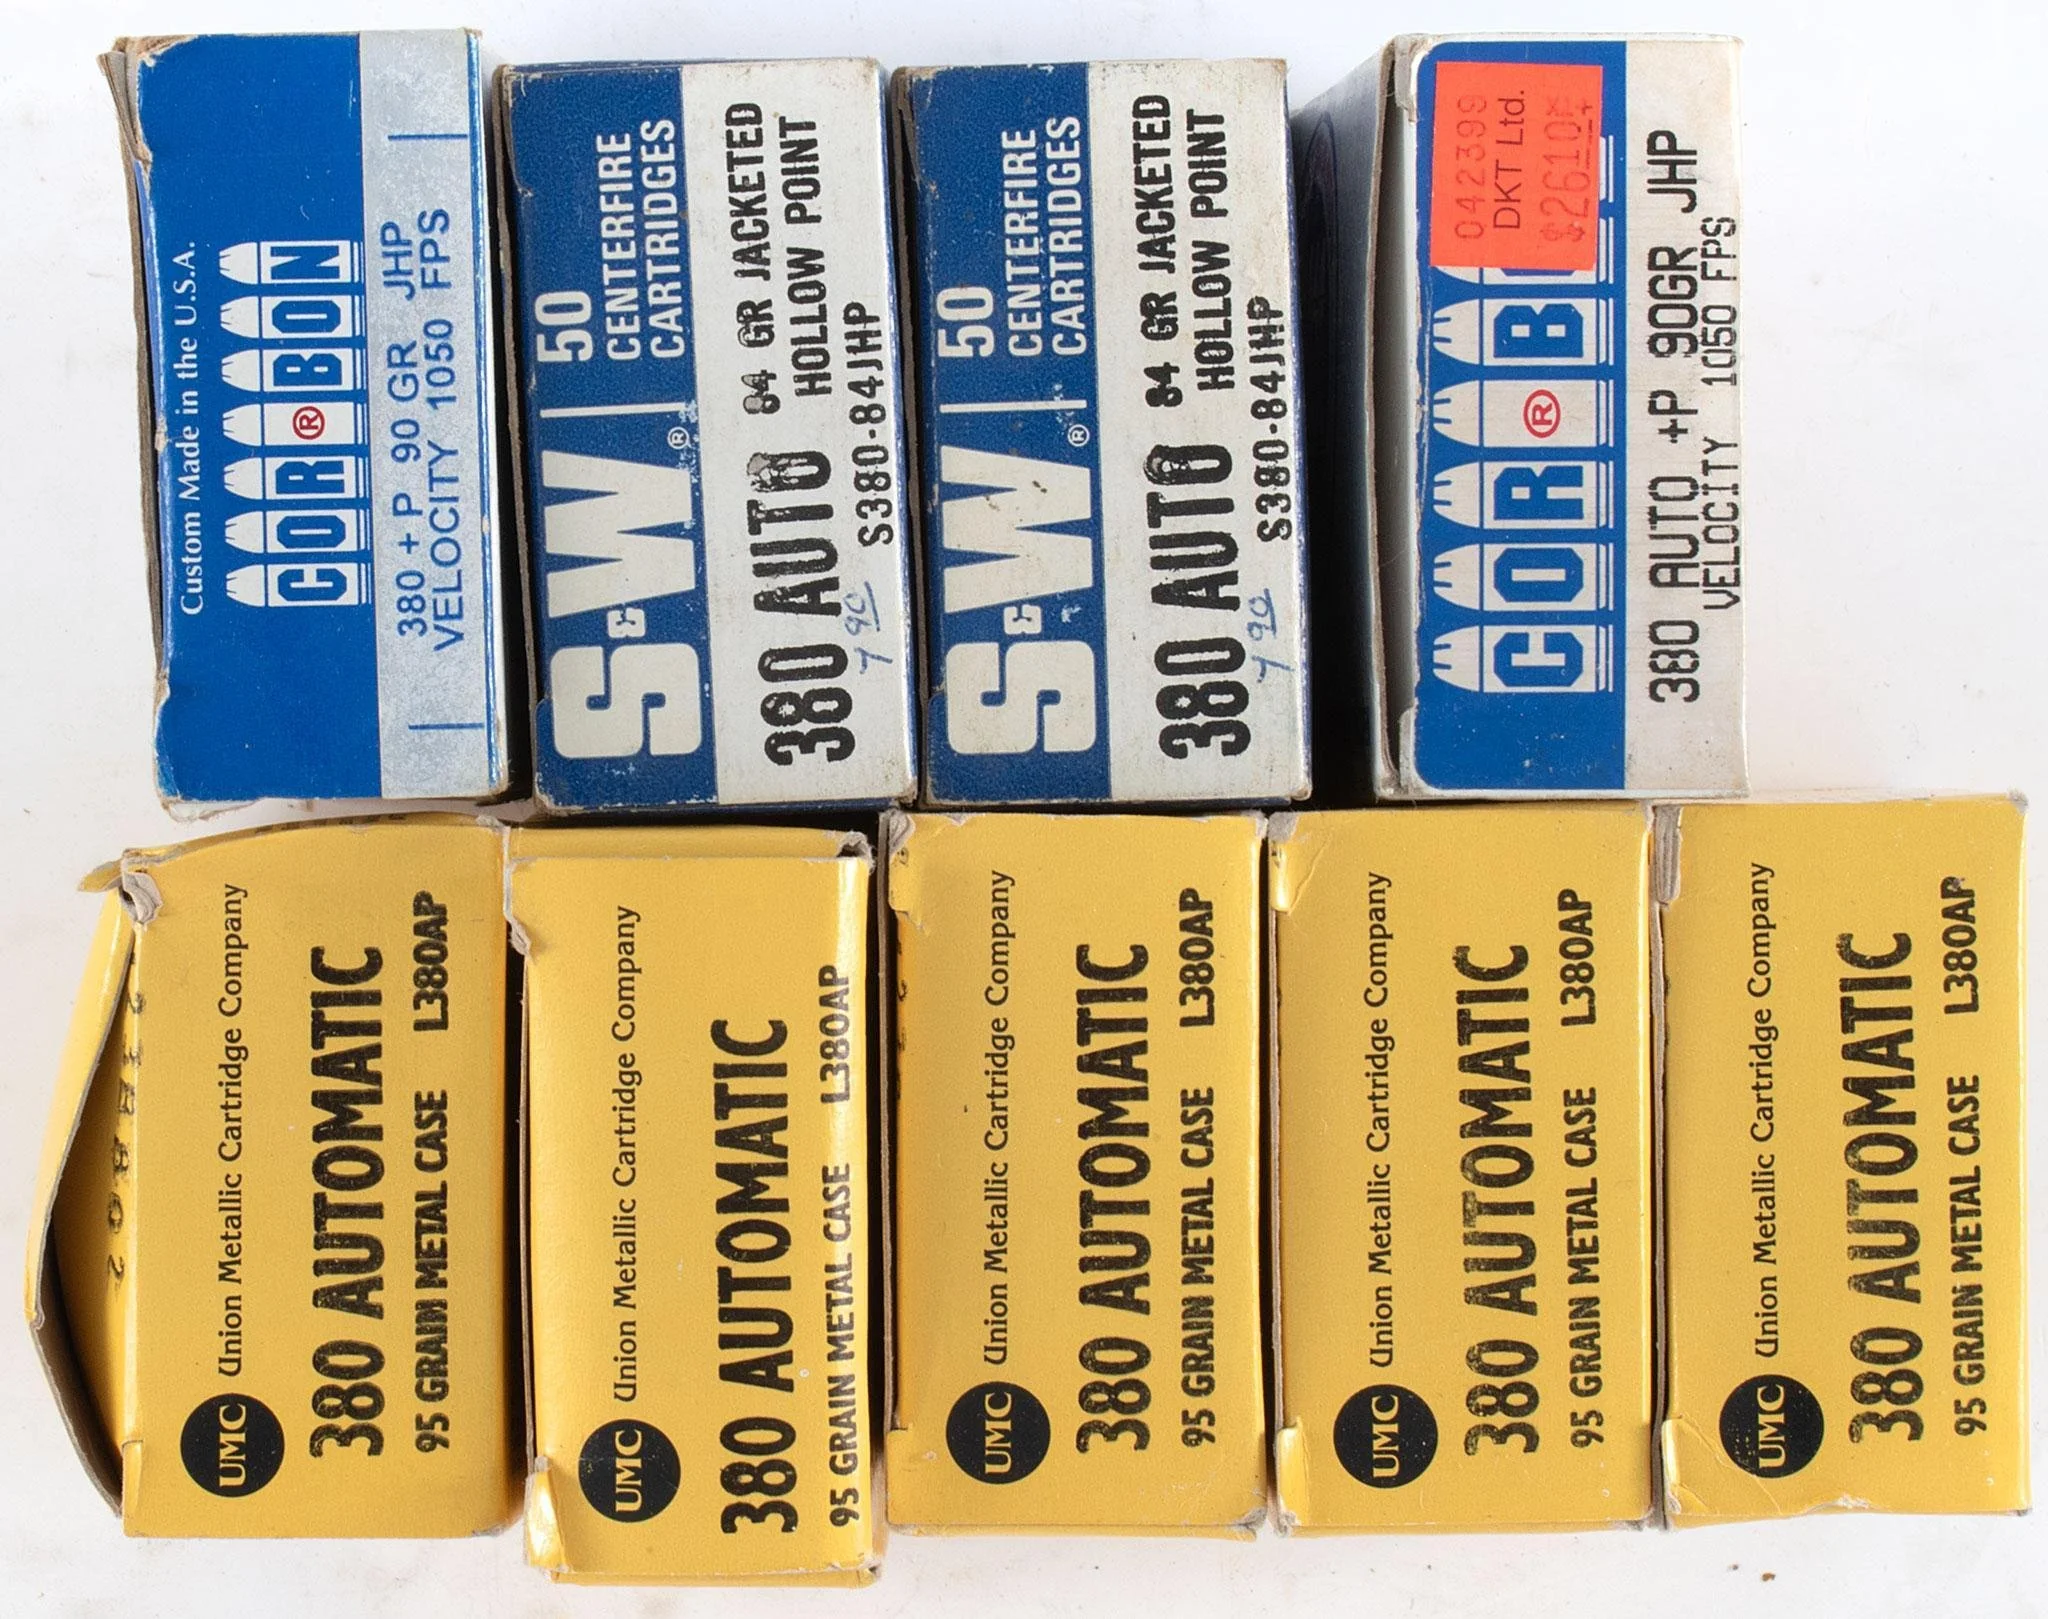 Custom Made in the U.S.A.
COR®BON
380 + P 90 GR JHP
VELOCITY 1050 FPS
S&W®
50
CENTERFIRE
CARTRIDGES
380 AUTO 84 GR JACKETED
HOLLOW POINT
S380-84JHP
7 90
S&W®
50
CENTERFIRE
CARTRIDGES
380 AUTO 84 GR JACKETED
HOLLOW POINT
S380-84JHP
7 90
042399
DKT Ltd.
COR®B
380 AUTO +P 90GR JHP
VELOCITY 1050 FPS
UMC Union Metallic Cartridge Company
380 AUTOMATIC
95 GRAIN METAL CASE L380AP
UMC Union Metallic Cartridge Company
380 AUTOMATIC
95 GRAIN METAL CASE L380AP
UMC Union Metallic Cartridge Company
380 AUTOMATIC
95 GRAIN METAL CASE L380AP
UMC Union Metallic Cartridge Company
380 AUTOMATIC
95 GRAIN METAL CASE L380AP
UMC Union Metallic Cartridge Company
380 AUTOMATIC
95 GRAIN METAL CASE L380AP